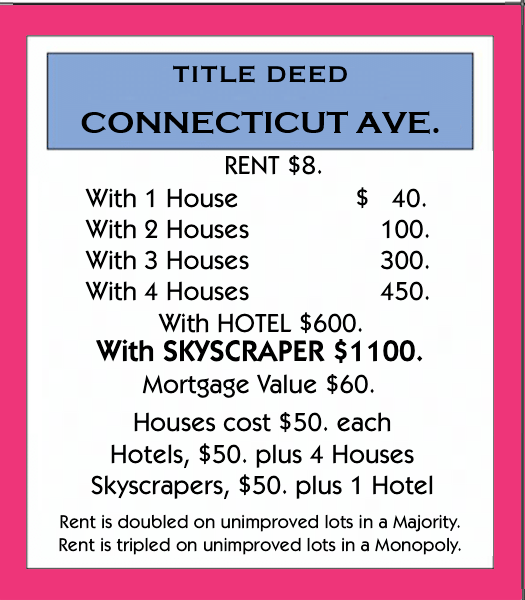 TITLE DEED
CONNECTICUT AVE.
RENT $8.
With 1 House $ 40.
With 2 Houses 100.
With 3 Houses 300.
With 4 Houses 450.
With HOTEL $600.
With SKYSCRAPER $1100.
Mortgage Value $60.
Houses cost $50. each
Hotels, $50. plus 4 Houses
Skyscrapers, $50. plus 1 Hotel
Rent is doubled on unimproved lots in a Majority.
Rent is tripled on unimproved lots in a Monopoly.